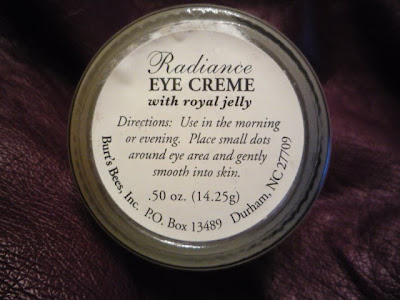 Radiance
EYE CREME
with royal jelly
Directions: Use in the morning
or evening. Place small dots
around eye area and gently
smooth into skin.
.50 oz. (14.25g)
Burt's Bees, Inc. P.O. Box 13489 Durham, NC 27709